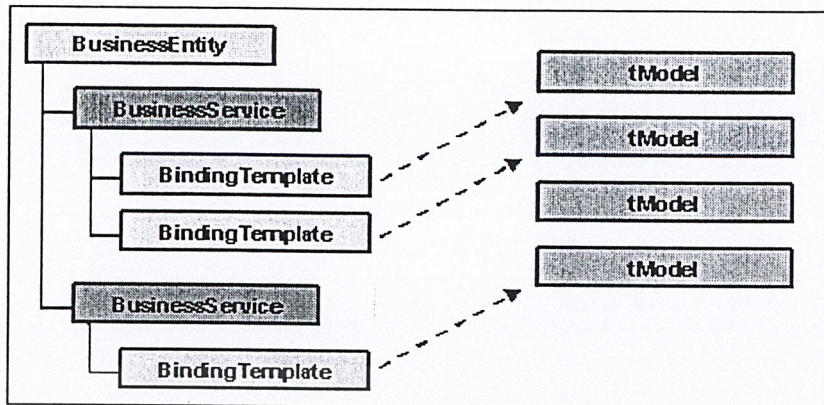 BusinessEntity
BusinessService
BindingTemplate
BindingTemplate
BusinessService
BindingTemplate
tModel
tModel
tModel
tModel